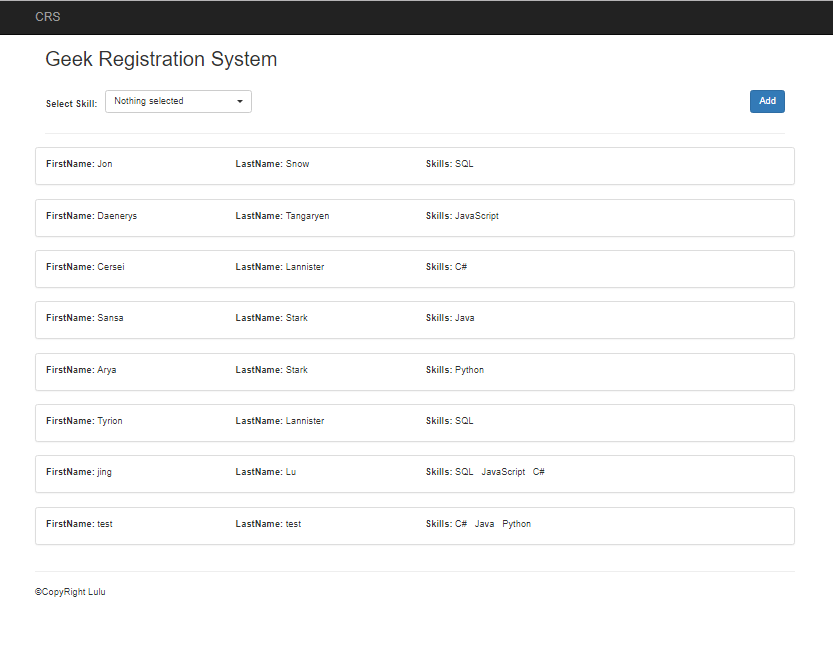 CRS
Geek Registration System
Select Skill: Nothing selected Add
FirstName: Jon LastName: Snow Skills: SQL
FirstName: Daenerys LastName: Tangaryen Skills: JavaScript
FirstName: Cersei LastName: Lannister Skills: C#
FirstName: Sansa LastName: Stark Skills: Java
FirstName: Arya LastName: Stark Skills: Python
FirstName: Tyrion LastName: Lannister Skills: SQL
FirstName: jing LastName: Lu Skills: SQL JavaScript C#
FirstName: test LastName: test Skills: C# Java Python
©CopyRight Lulu